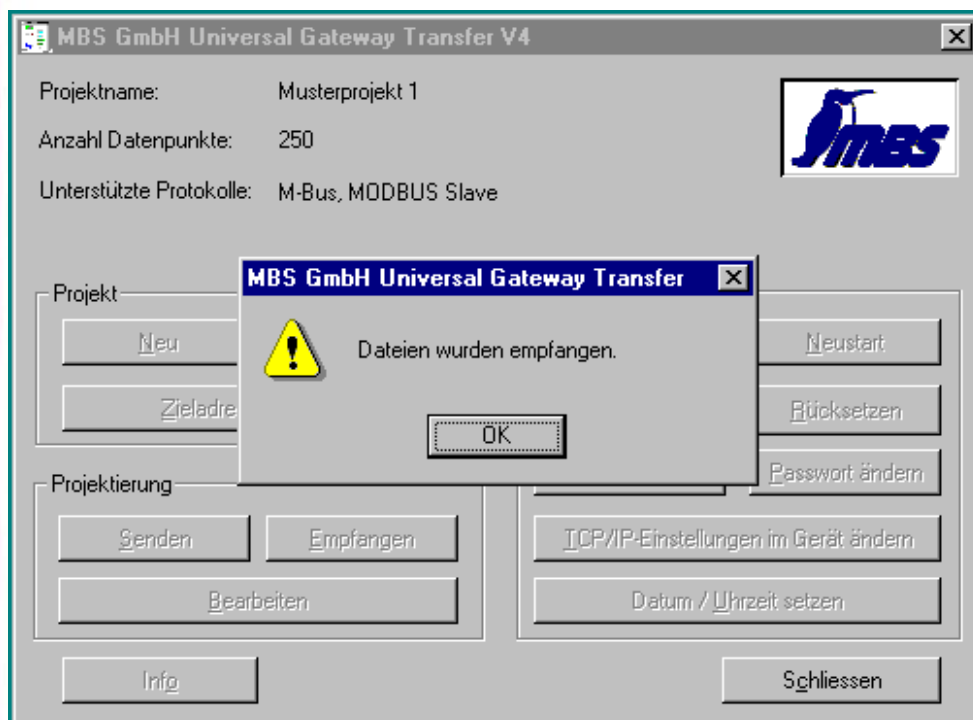 MBS GmbH Universal Gateway Transfer V4
Projektname: Musterprojekt 1
mBS
Anzahl Datenpunkte: 250
Unterstützte Protokolle: M-Bus, MODBUS Slave
MBS GmbH Universal Gateway Transfer
Dateien wurden empfangen.
OK
Projekt
Neu
Neustart
Rücksetzen
Passwort ändern
Projektierung
Senden
Empfangen
TCP/IP-Einstellungen im Gerät ändern
Bearbeiten
Datum / Uhrzeit setzen
Info
Schliessen